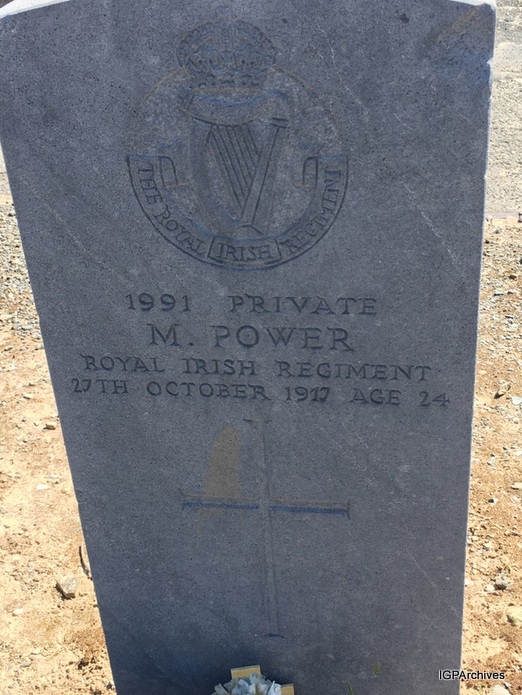 THE ROYAL IRISH REGIMENT
1991 PRIVATE
M. POWER
ROYAL IRISH REGIMENT
27TH OCTOBER 1917 AGE 24
IGPArchives